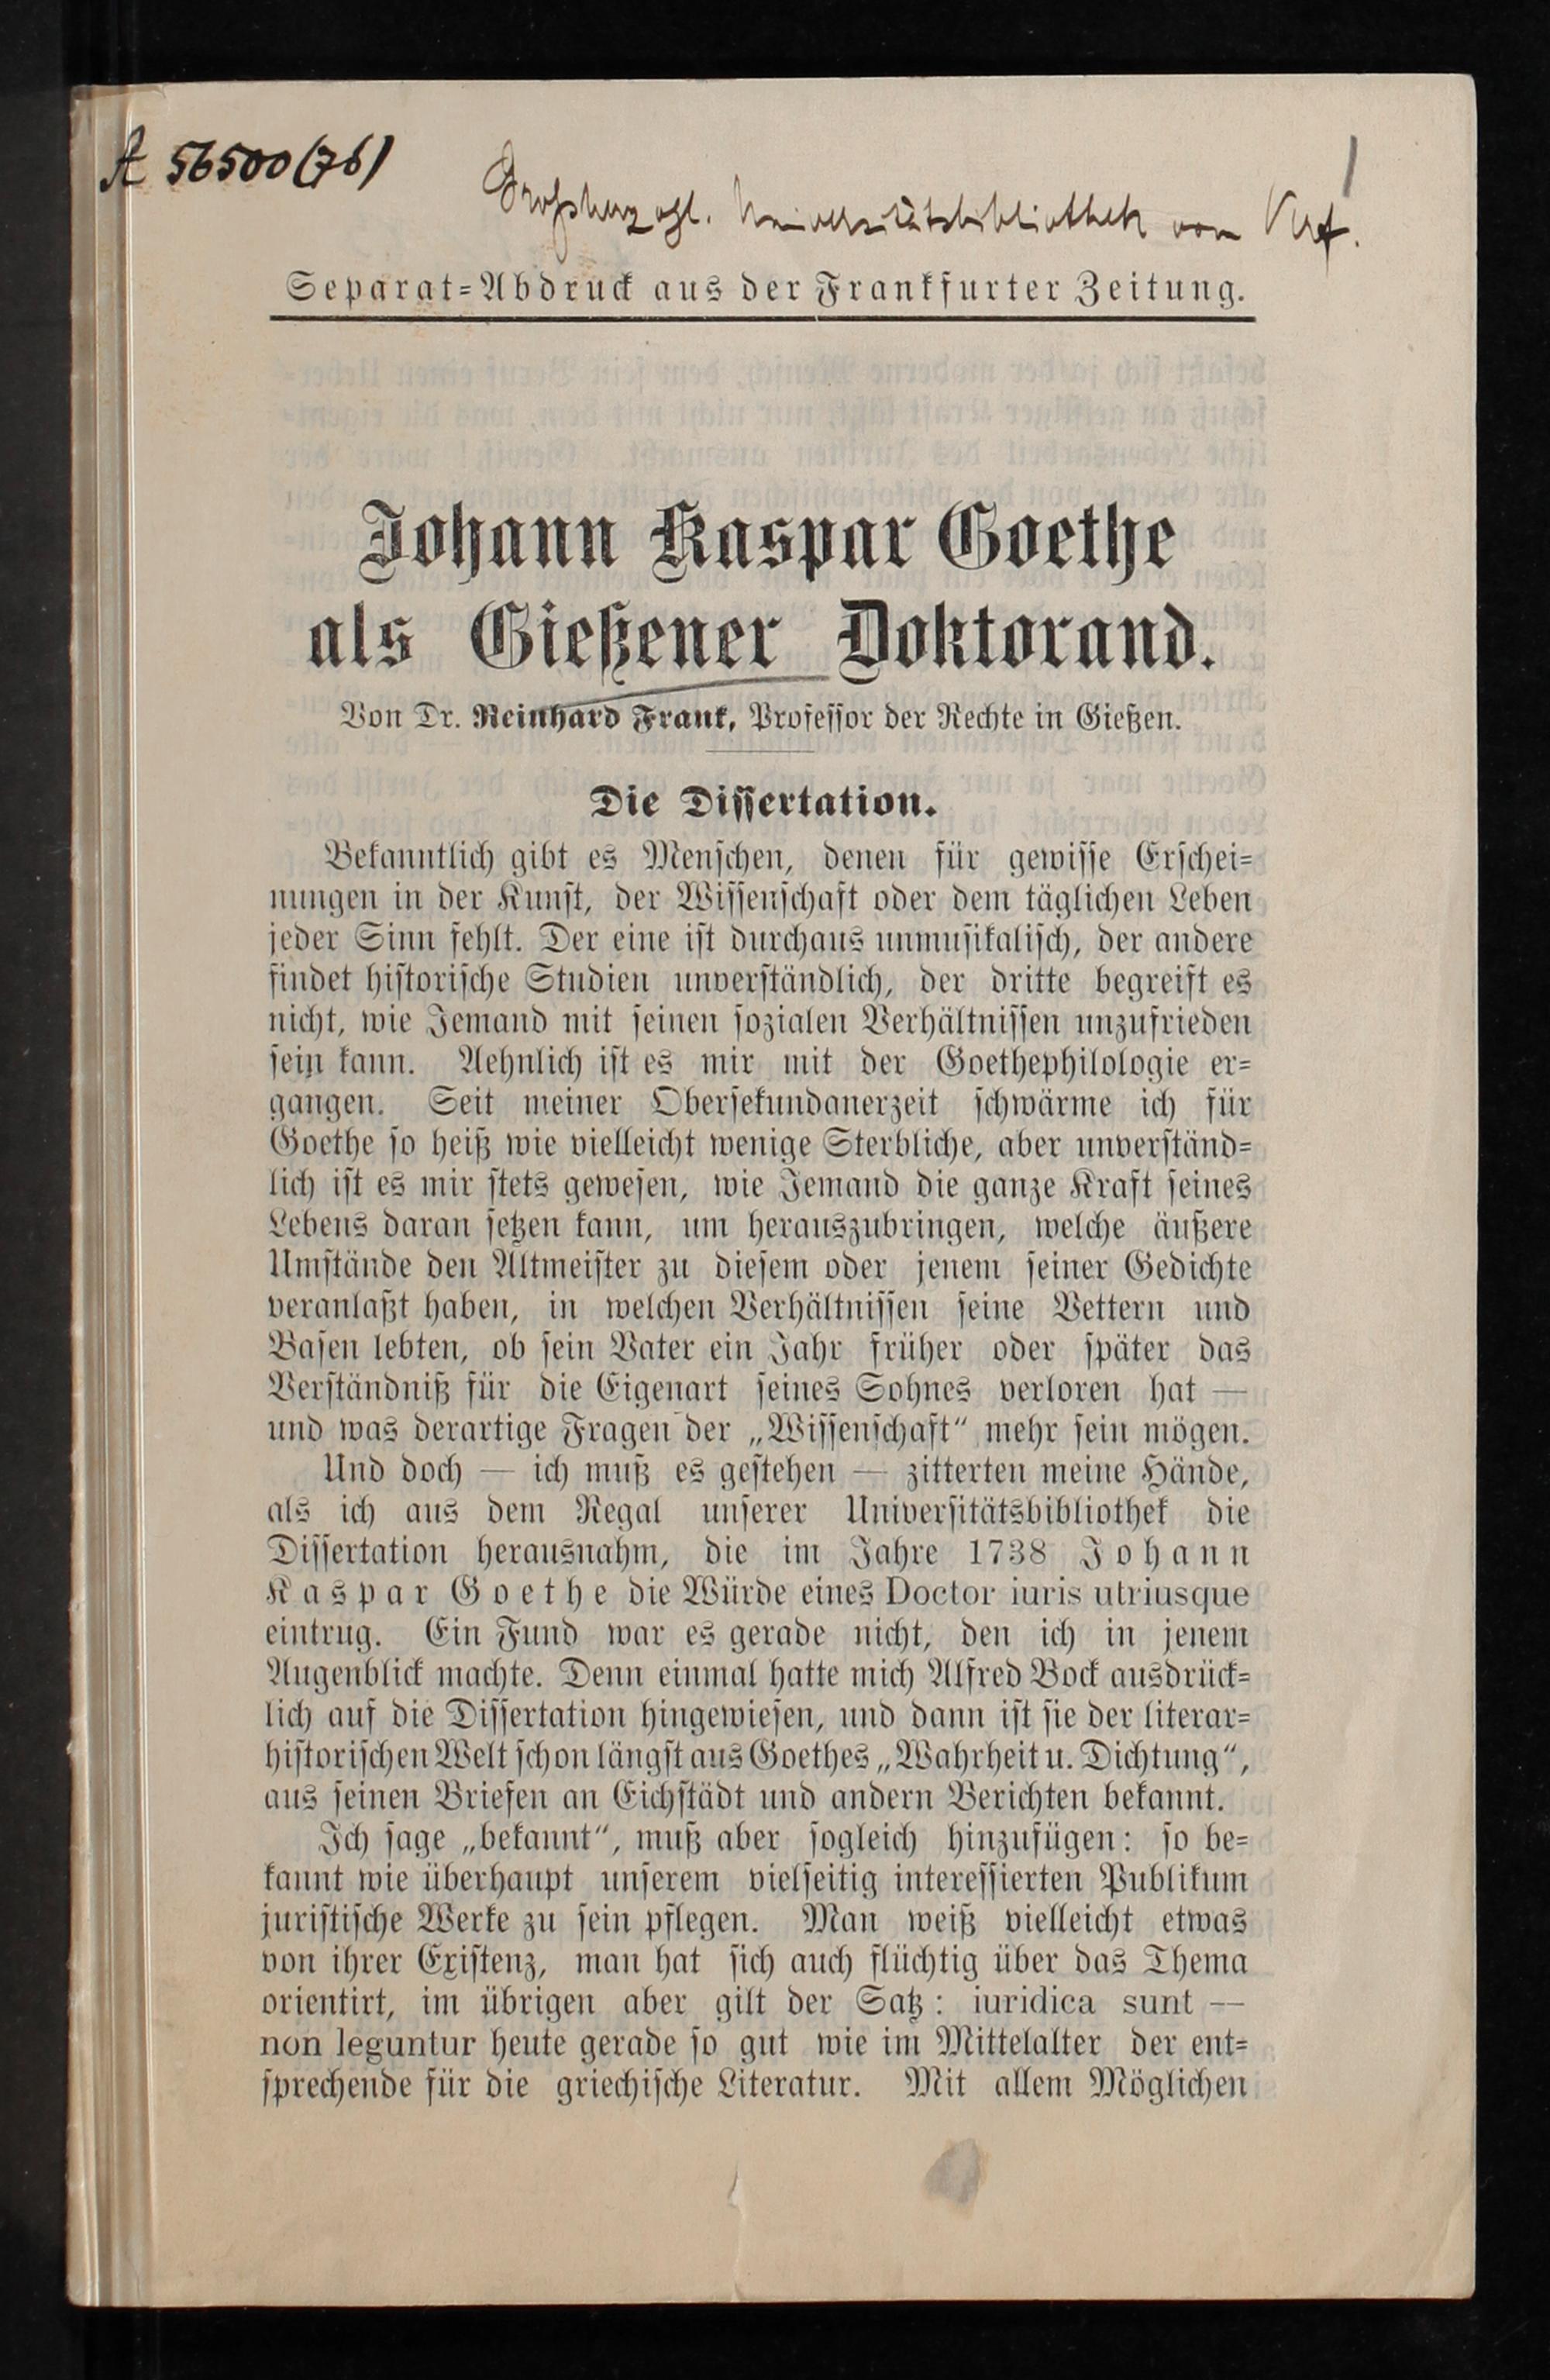 A 56500 (76)
Großherzogl. Universitätsbibliothek vom Verf.
Separat-Abdruck aus der Frankfurter Zeitung.
Johann Kaspar Goethe
als Gießener Doktorand.
Von Dr. Reinhard Frank, Professor der Rechte in Gießen.
Die Dissertation.
Bekanntlich gibt es Menschen, denen für gewisse Erschei-
nungen in der Kunst, der Wissenschaft oder dem täglichen Leben
jeder Sinn fehlt. Der eine ist durchaus unmusikalisch, der andere
findet historische Studien unverständlich, der dritte begreift es
nicht, wie Jemand mit seinen sozialen Verhältnissen unzufrieden
sein kann. Aehnlich ist es mir mit der Goethephilologie er-
gangen. Seit meiner Obersekundanerzeit schwärme ich für
Goethe so heiß wie vielleicht wenige Sterbliche, aber unverständ-
lich ist es mir stets gewesen, wie Jemand die ganze Kraft seines
Lebens daran setzen kann, um herauszubringen, welche äußere
Umstände den Altmeister zu diesem oder jenem seiner Gedichte
veranlaßt haben, in welchen Verhältnissen seine Vettern und
Basen lebten, ob sein Vater ein Jahr früher oder später das
Verständniß für die Eigenart seines Sohnes verloren hat —
und was derartige Fragen der „Wissenschaft“ mehr sein mögen.
Und doch — ich muß es gestehen — zitterten meine Hände,
als ich aus dem Regal unserer Universitätsbibliothek die
Dissertation herausnahm, die im Jahre 1738 Johann
Kaspar Goethe die Würde eines Doctor iuris utriusque
eintrug. Ein Fund war es gerade nicht, den ich in jenem
Augenblick machte. Denn einmal hatte mich Alfred Bock ausdrück-
lich auf die Dissertation hingewiesen, und dann ist sie der literar-
historischen Welt schon längst aus Goethes „Wahrheit u. Dichtung“,
aus seinen Briefen an Eichstädt und andern Berichten bekannt.
Ich sage „bekannt“, muß aber sogleich hinzufügen: so be-
kannt wie überhaupt unserem vielseitig interessierten Publikum
juristische Werke zu sein pflegen. Man weiß vielleicht etwas
von ihrer Existenz, man hat sich auch flüchtig über das Thema
orientirt, im übrigen aber gilt der Satz: iuridica sunt —
non leguntur heute gerade so gut wie im Mittelalter der ent-
sprechende für die griechische Literatur. Mit allem Möglichen